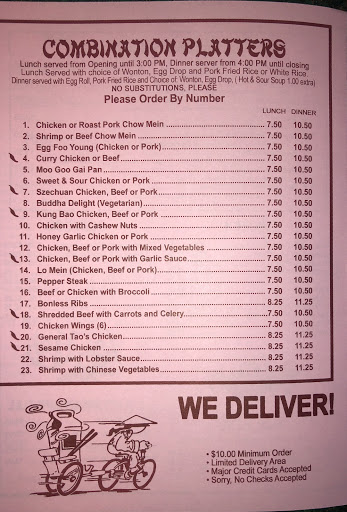 COMBINATION PLATTERS
Lunch served from Opening until 3:00 PM, Dinner server from 4:00 PM until closing
Lunch Served with choice of Wonton, Egg Drop and Pork Fried Rice or White Rice.
Dinner served with Egg Roll, Pork Fried Rice and Choice of: Wonton, Egg Drop, ( Hot & Sour Soup 1.00 extra)
NO SUBSTITUTIONS, PLEASE
Please Order By Number
LUNCH DINNER
1. Chicken or Roast Pork Chow Mein 7.50 10.50
2. Shrimp or Beef Chow Mein 7.50 10.50
3. Egg Foo Young (Chicken or Pork) 7.50 10.50
4. Curry Chicken or Beef 7.50 10.50
5. Moo Goo Gai Pan 7.50 10.50
6. Sweet & Sour Chicken or Pork 7.50 10.50
7. Szechuan Chicken, Beef or Pork 7.50 10.50
8. Buddha Delight (Vegetarian) 7.50 10.50
9. Kung Bao Chicken, Beef or Pork 7.50 10.50
10. Chicken with Cashew Nuts 7.50 10.50
11. Honey Garlic Chicken or Pork 7.50 10.50
12. Chicken, Beef or Pork with Mixed Vegetables 7.50 10.50
13. Chicken, Beef or Pork with Garlic Sauce 7.50 10.50
14. Lo Mein (Chicken, Beef or Pork) 7.50 10.50
15. Pepper Steak 7.50 10.50
16. Beef or Chicken with Broccoli 7.50 10.50
17. Bonless Ribs 8.25 11.25
18. Shredded Beef with Carrots and Celery 7.50 10.50
19. Chicken Wings (6) 7.50 10.50
20. General Tao's Chicken 8.25 11.25
21. Sesame Chicken 8.25 11.25
22. Shrimp with Lobster Sauce 8.25 11.25
23. Shrimp with Chinese Vegetables 8.25 11.25
WE DELIVER!
• $10.00 Minimum Order
• Limited Delivery Area
• Major Credit Cards Accepted
• Sorry, No Checks Accepted